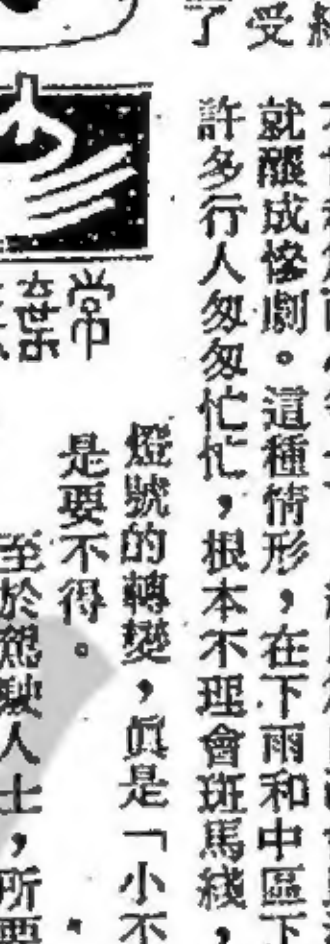 受
了
就釀成慘劇。這種情形，在下雨和中區下
許多行人匆匆忙忙，根本不理會斑馬綫，
燈號的轉變，眞是「小不
是要不得。
至於駕駛人士，所要
常
葉